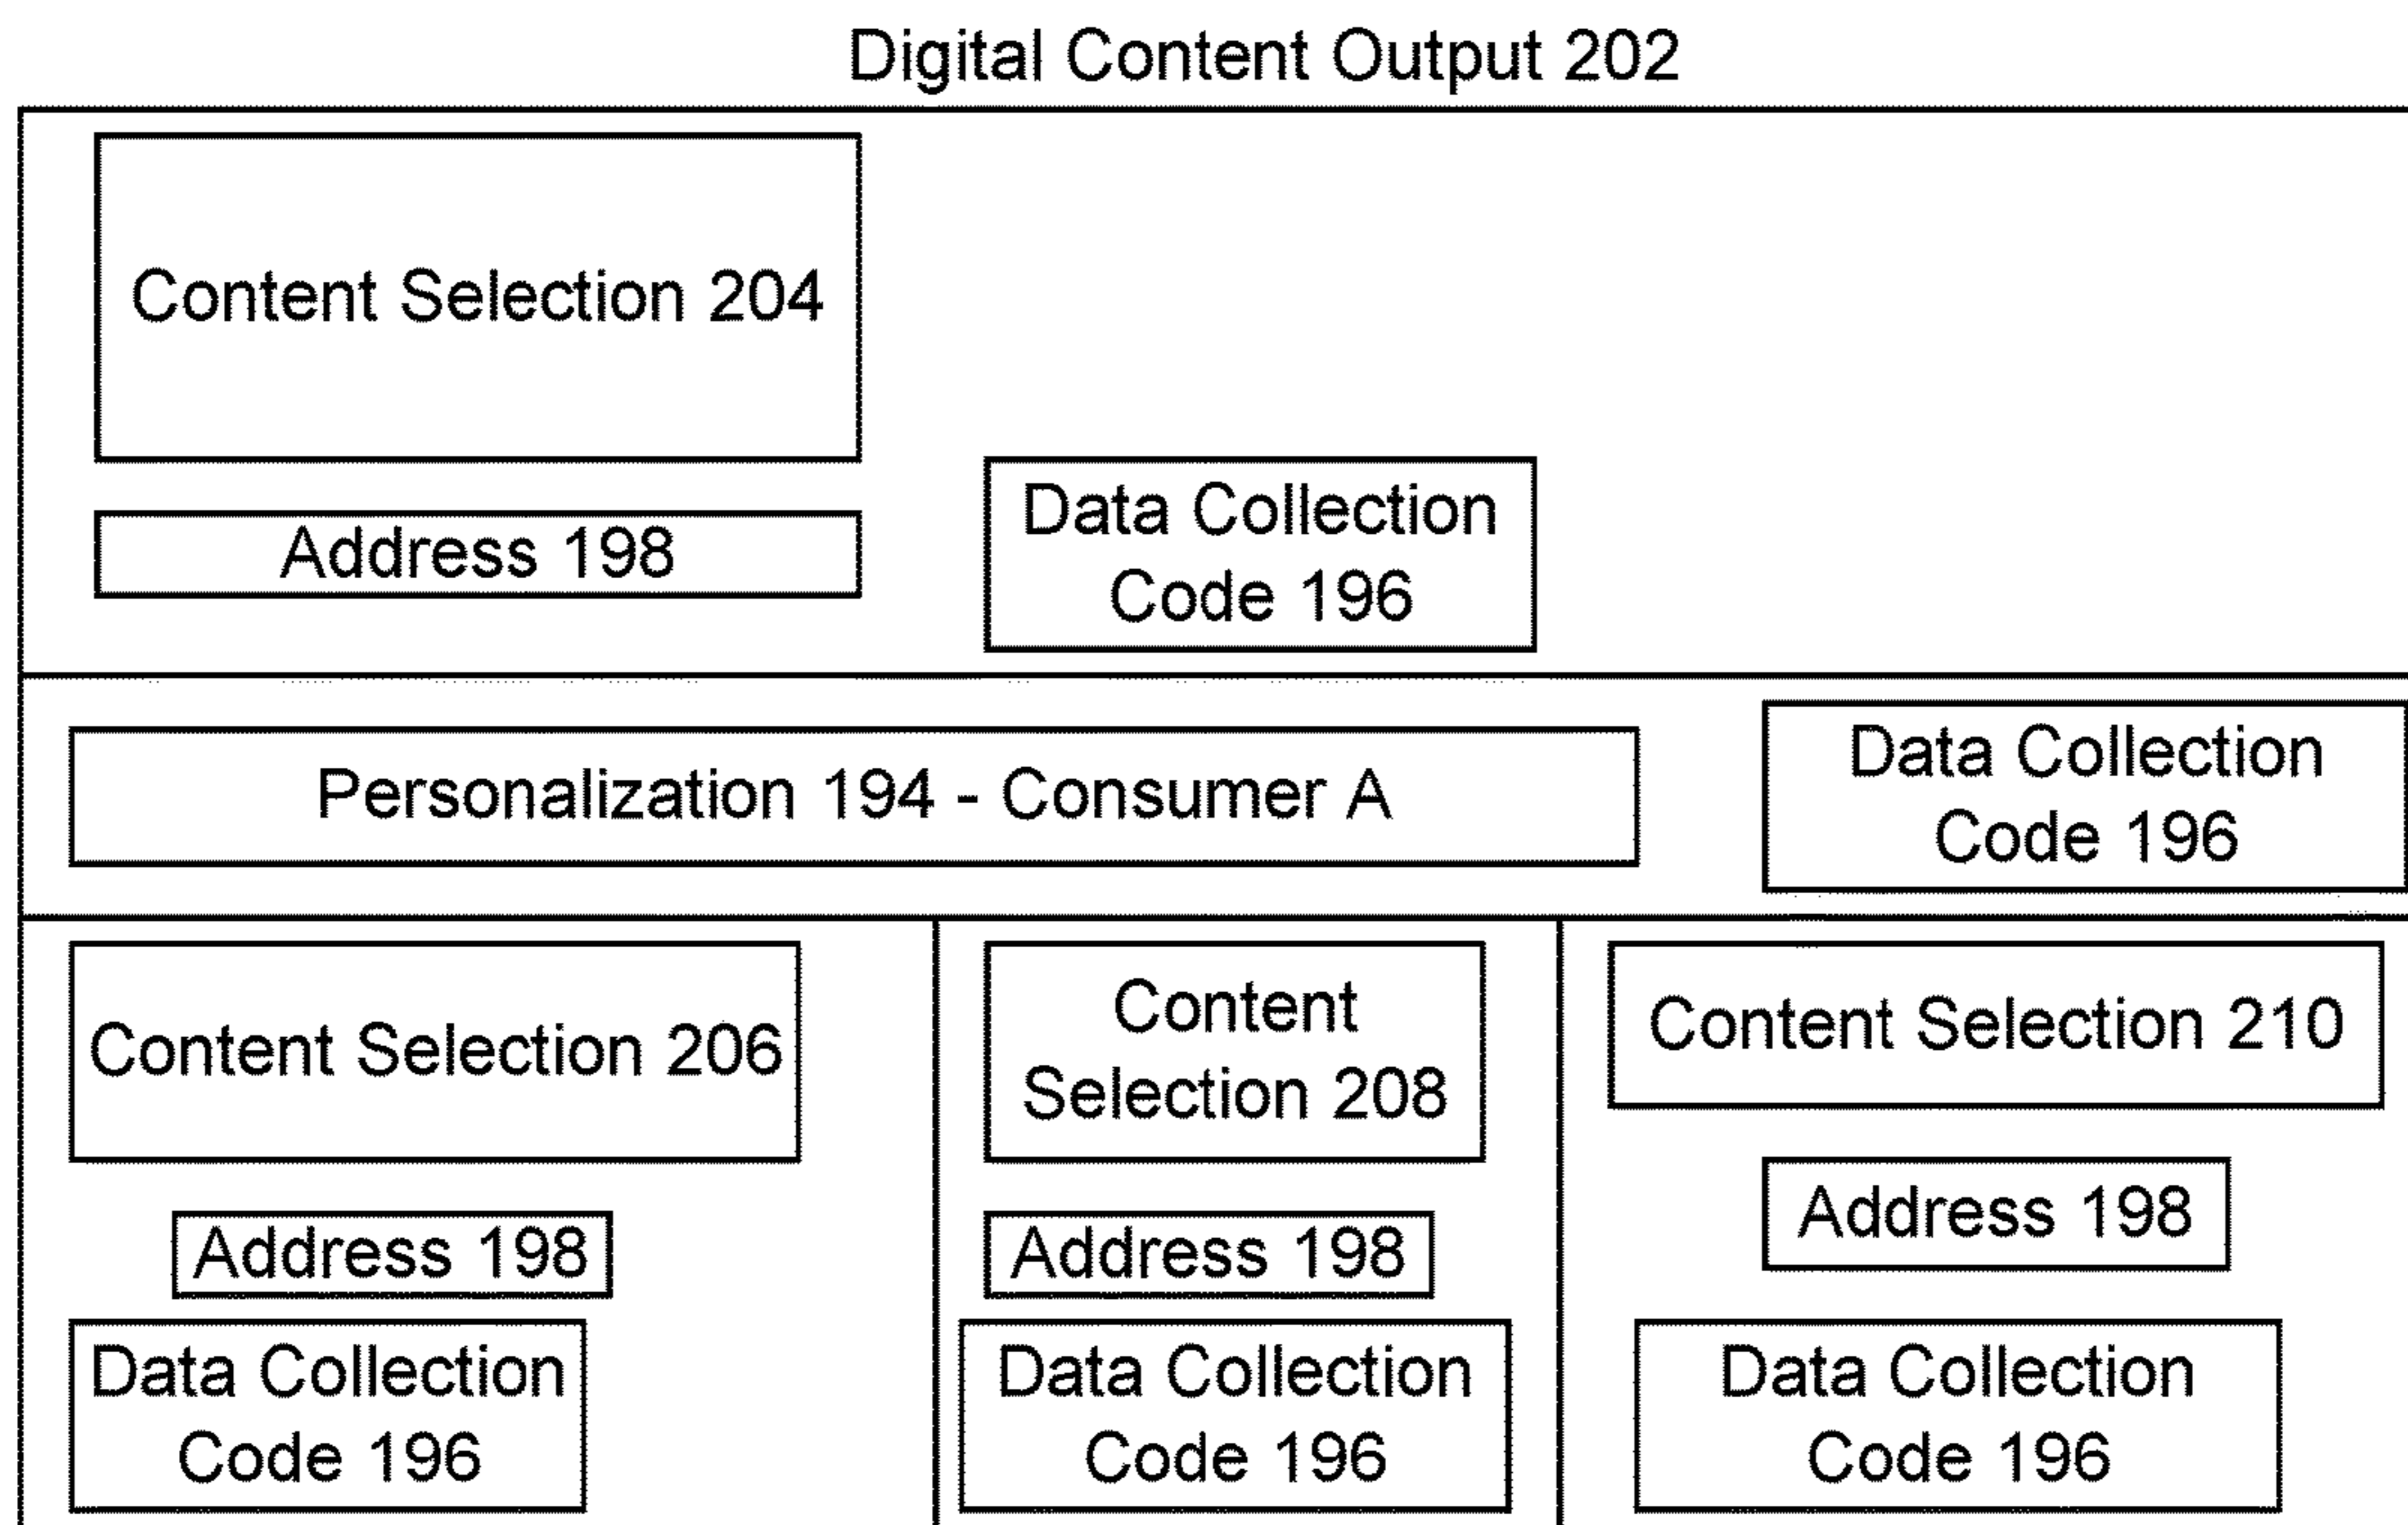 Digital Content Output 202
Content Selection 204
Address 198
Data Collection
Code 196
Personalization 194 - Consumer A
Data Collection
Code 196
Content Selection 206
Address 198
Data Collection
Code 196
Content
Selection 208
Address 198
Data Collection
Code 196
Content Selection 210
Address 198
Data Collection
Code 196